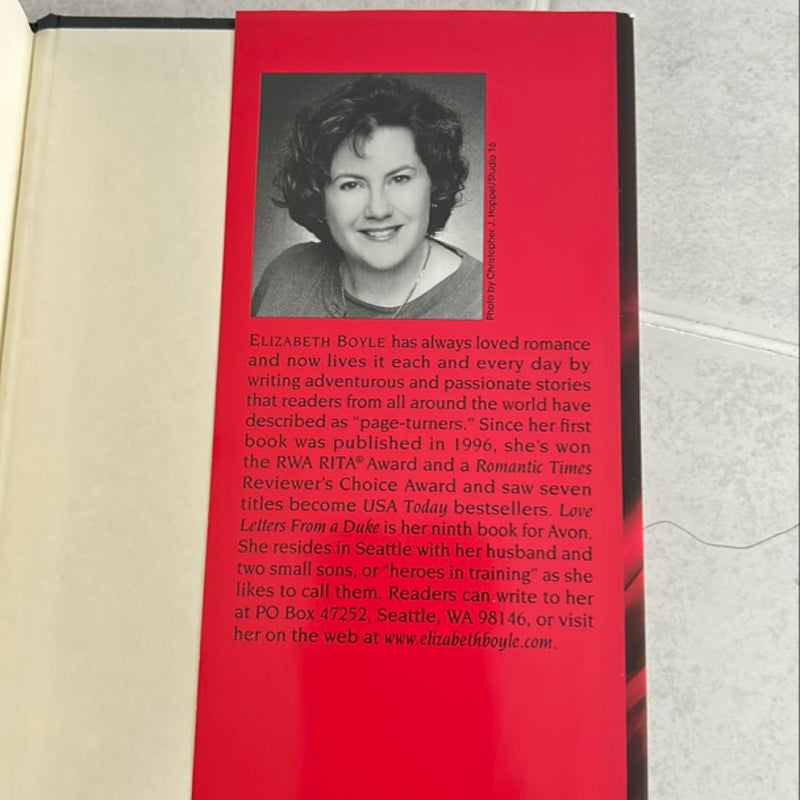 Photo by Christopher J. Hopper/Studio 16
ELIZABETH BOYLE has always loved romance
and now lives it each and every day by
writing adventurous and passionate stories
that readers from all around the world have
described as “page-turners.” Since her first
book was published in 1996, she’s won
the RWA RITA® Award and a Romantic Times
Reviewer’s Choice Award and saw seven
titles become USA Today bestsellers. Love
Letters From a Duke is her ninth book for Avon.
She resides in Seattle with her husband and
two small sons, or “heroes in training” as she
likes to call them. Readers can write to her
at PO Box 47252, Seattle, WA 98146, or visit
her on the web at www.elizabethboyle.com.